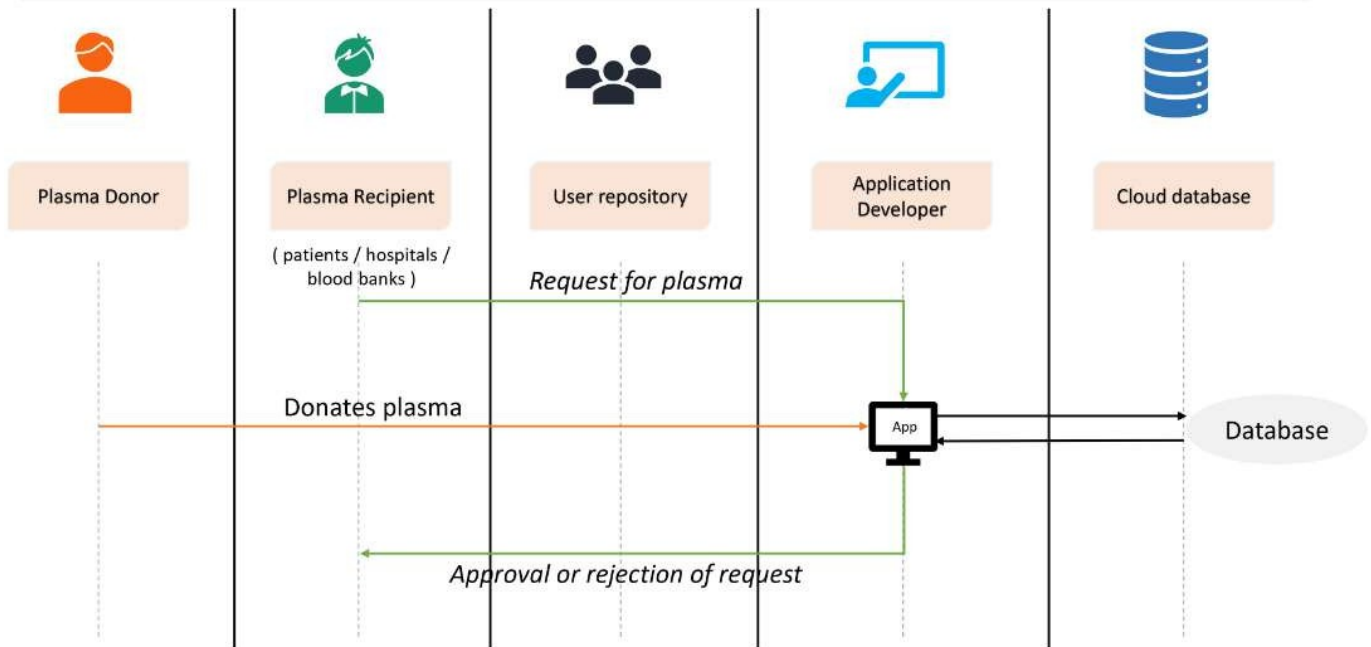 Plasma Donor
Plasma Recipient
User repository
Application
Developer
Cloud database
( patients / hospitals /
blood banks )
Request for plasma
Donates plasma
App
Database
Approval or rejection of request